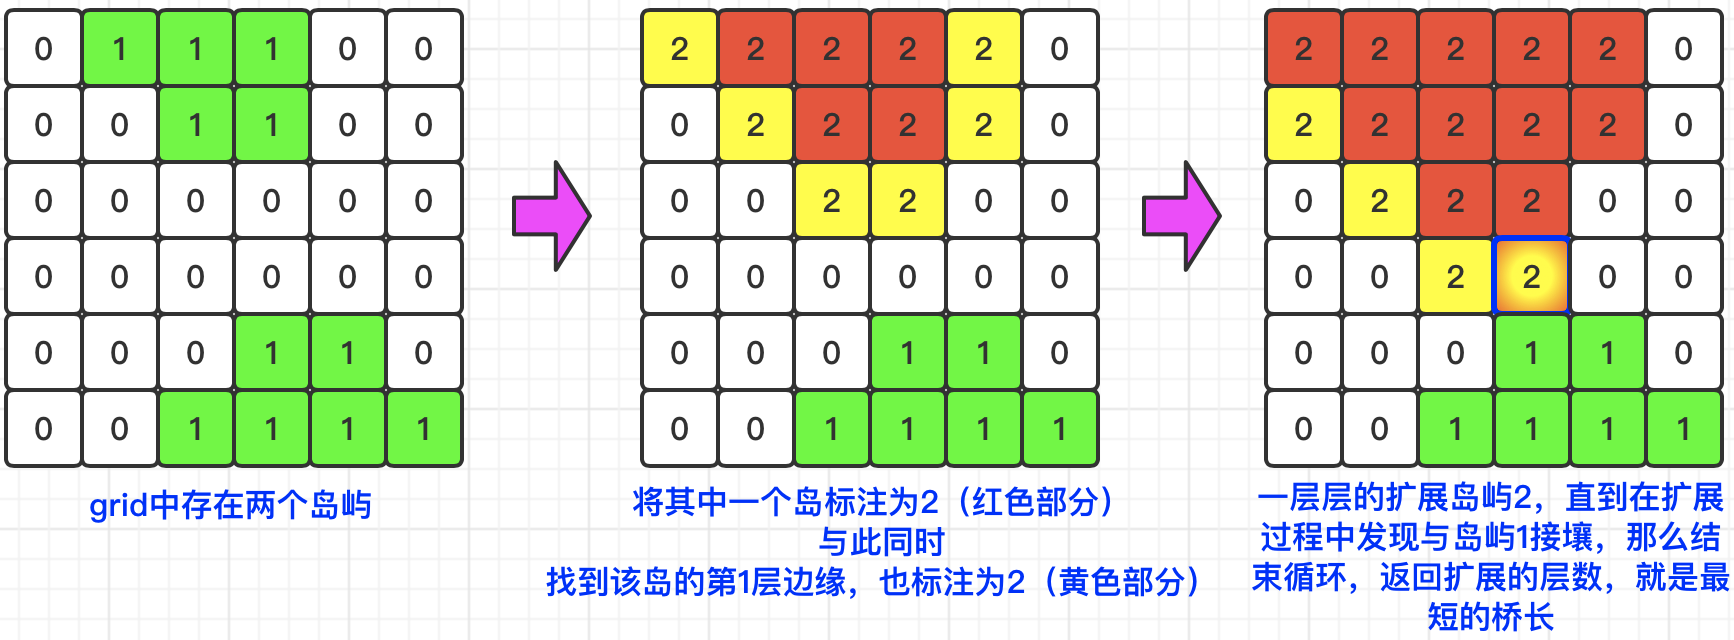 0 1 1 1 0 0
0 0 1 1 0 0
0 0 0 0 0 0
0 0 0 0 0 0
0 0 0 1 1 0
0 0 1 1 1 1
grid中存在两个岛屿
2 2 2 2 2 0
0 2 2 2 2 0
0 0 2 2 0 0
0 0 0 0 0 0
0 0 0 1 1 0
0 0 1 1 1 1
将其中一个岛标注为2（红色部分）
与此同时
找到该岛的第1层边缘，也标注为2（黄色部分）
2 2 2 2 2 0
2 2 2 2 2 0
0 2 2 2 0 0
0 0 2 2 0 0
0 0 0 1 1 0
0 0 1 1 1 1
一层层的扩展岛屿2，直到在扩展
过程中发现与岛屿1接壤，那么结
束循环，返回扩展的层数，就是最
短的桥长